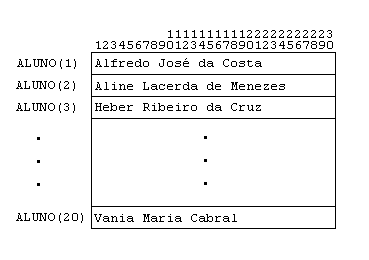 111111111122222222223
123456789012345678901234567890
ALUNO(1) Alfredo José da Costa
ALUNO(2) Aline Lacerda de Menezes
ALUNO(3) Heber Ribeiro da Cruz
. .
. .
. .
ALUNO(20) Vania Maria Cabral